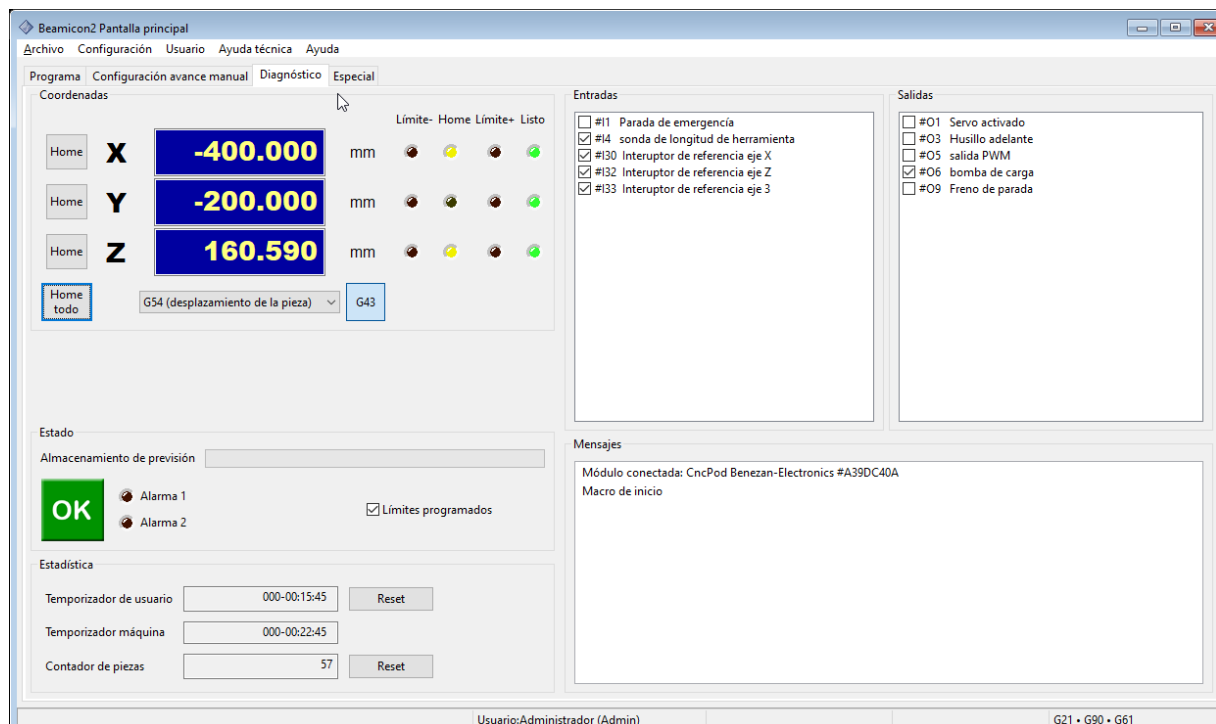 Beamicon2 Pantalla principal
Archivo Configuración Usuario Ayuda técnica Ayuda
Programa Configuración avance manual Diagnóstico Especial
Coordenadas
Límite- Home Límite+ Listo
Home X -400.000 mm
Home Y -200.000 mm
Home Z 160.590 mm
Home
todo
G54 (desplazamiento de la pieza) G43
Entradas
#I1 Parada de emergencía
#I4 sonda de longitud de herramienta
#I30 Interuptor de referencia eje X
#I32 Interuptor de referencia eje Z
#I33 Interuptor de referencia eje 3
Salidas
#O1 Servo activado
#O3 Husillo adelante
#O5 salida PWM
#O6 bomba de carga
#O9 Freno de parada
Estado
Almacenamiento de previsión
OK
Alarma 1
Alarma 2
Límites programados
Mensajes
Módulo conectada: CncPod Benezan-Electronics #A39DC40A
Macro de inicio
Estadística
Temporizador de usuario 000-00:15:45 Reset
Temporizador máquina 000-00:22:45
Contador de piezas 57 Reset
Usuario:Administrador (Admin) G21 • G90 • G61